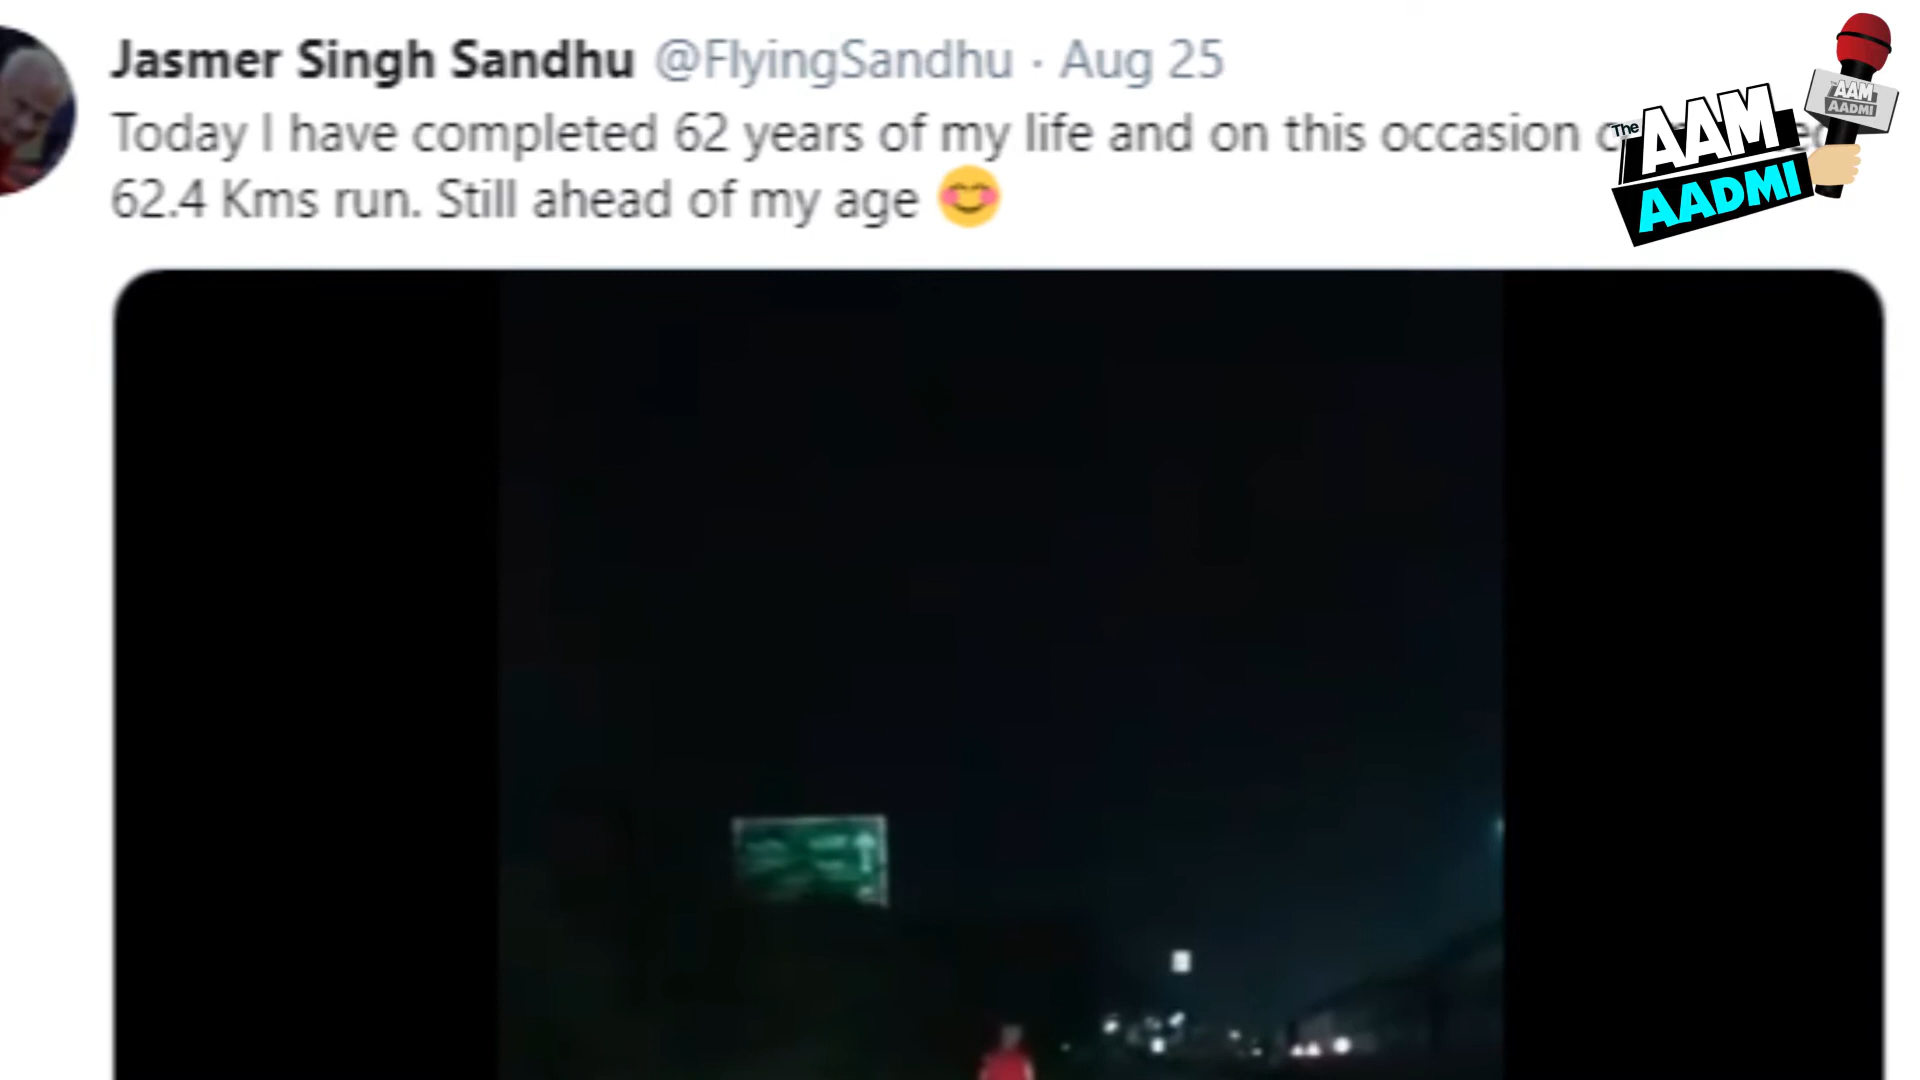 Jasmer Singh Sandhu @FlyingSandhu · Aug 25
Today I have completed 62 years of my life and on this occasion
62.4 Kms run. Still ahead of my age 😊
The
AAM
AADMI
The
AAM
AADMI